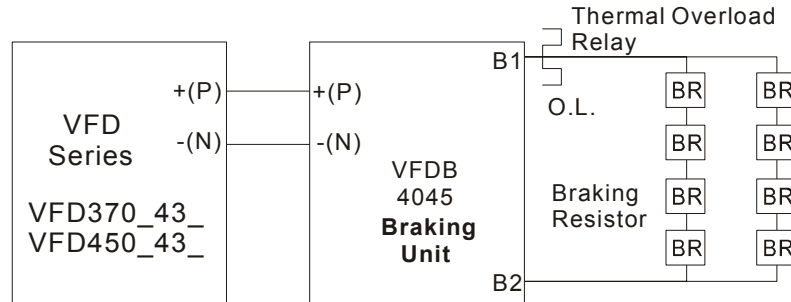 Thermal Overload
Relay
B1
O.L.
VFD
Series
+(P)
-(N)
VFD370_43_
VFD450_43_
+(P)
-(N)
VFDB
4045
Braking
Unit
B2
Braking
Resistor
BR
BR
BR
BR
BR
BR
BR
BR